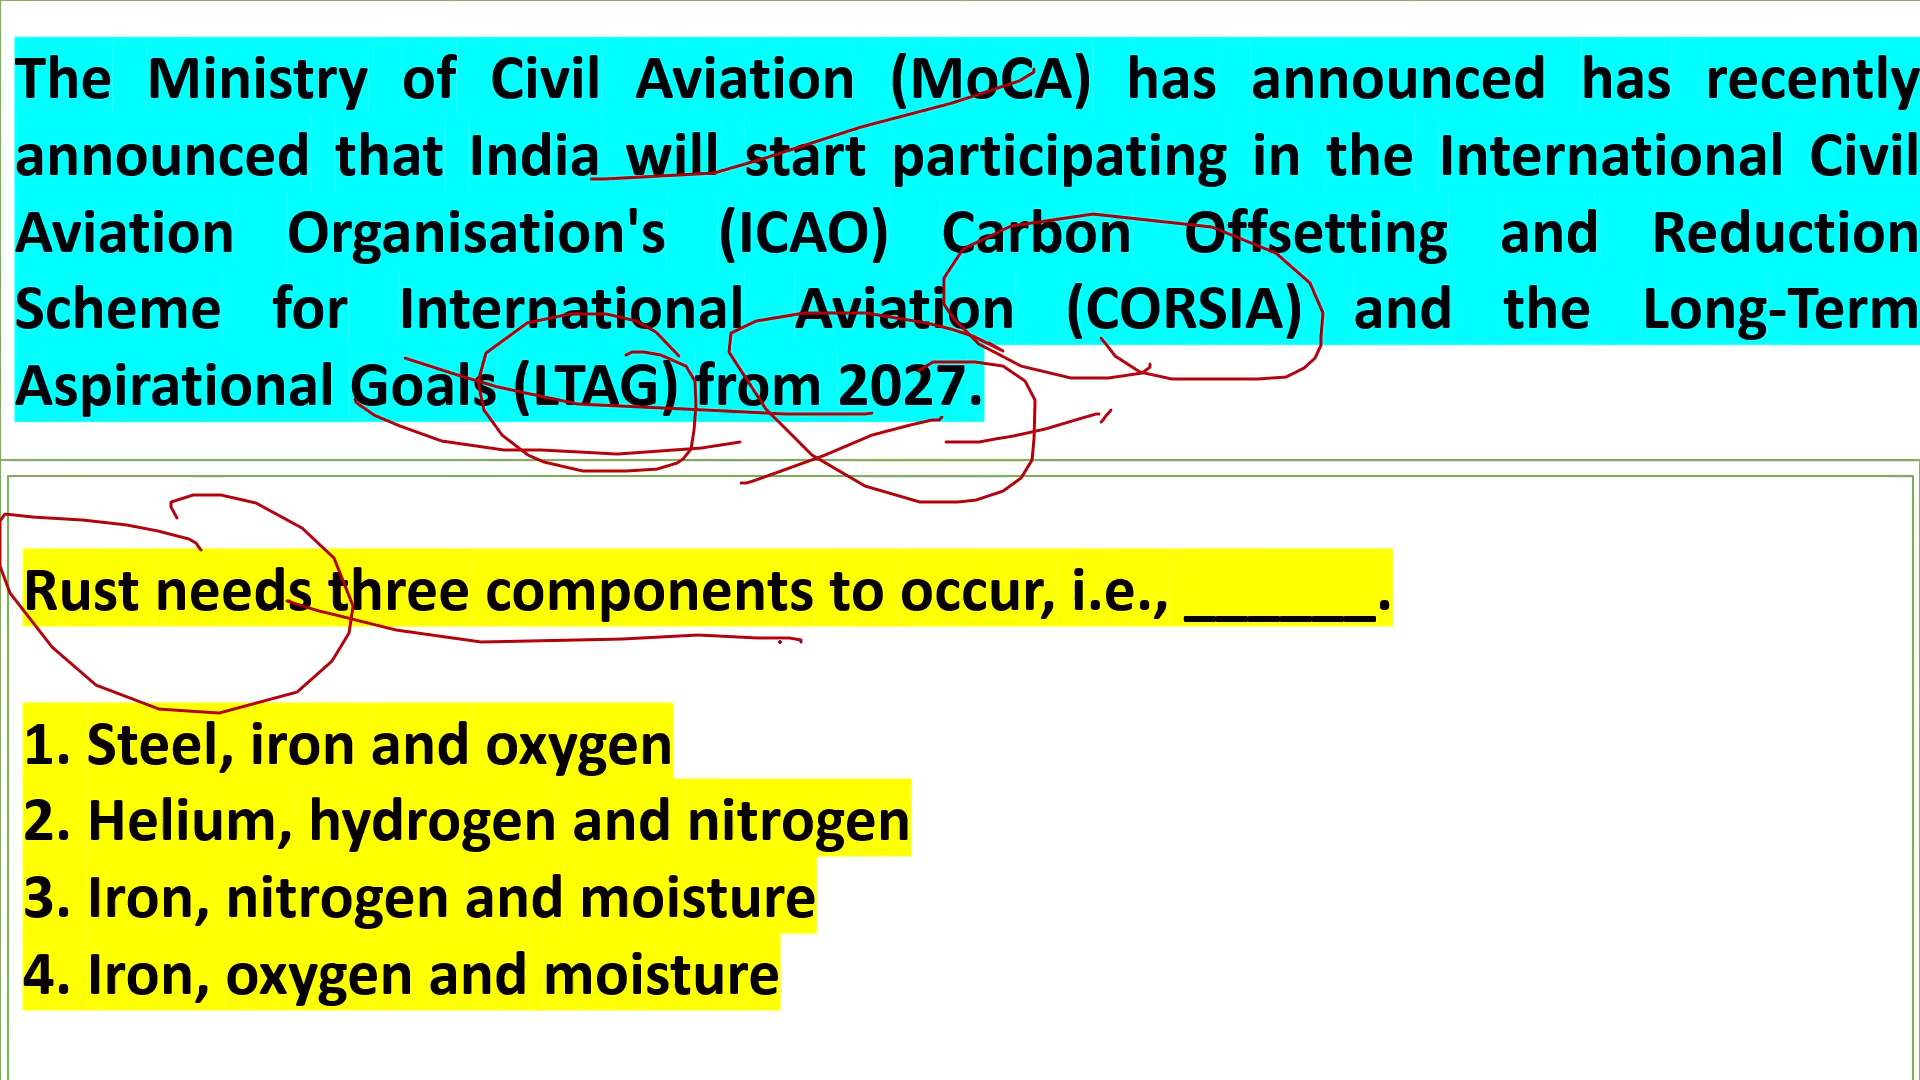 The Ministry of Civil Aviation (MoCA) has announced has recently
announced that India will start participating in the International Civil
Aviation Organisation's (ICAO) Carbon Offsetting and Reduction
Scheme for International Aviation (CORSIA) and the Long-Term
Aspirational Goals (LTAG) from 2027.
Rust needs three components to occur, i.e., ______.
1. Steel, iron and oxygen
2. Helium, hydrogen and nitrogen
3. Iron, nitrogen and moisture
4. Iron, oxygen and moisture